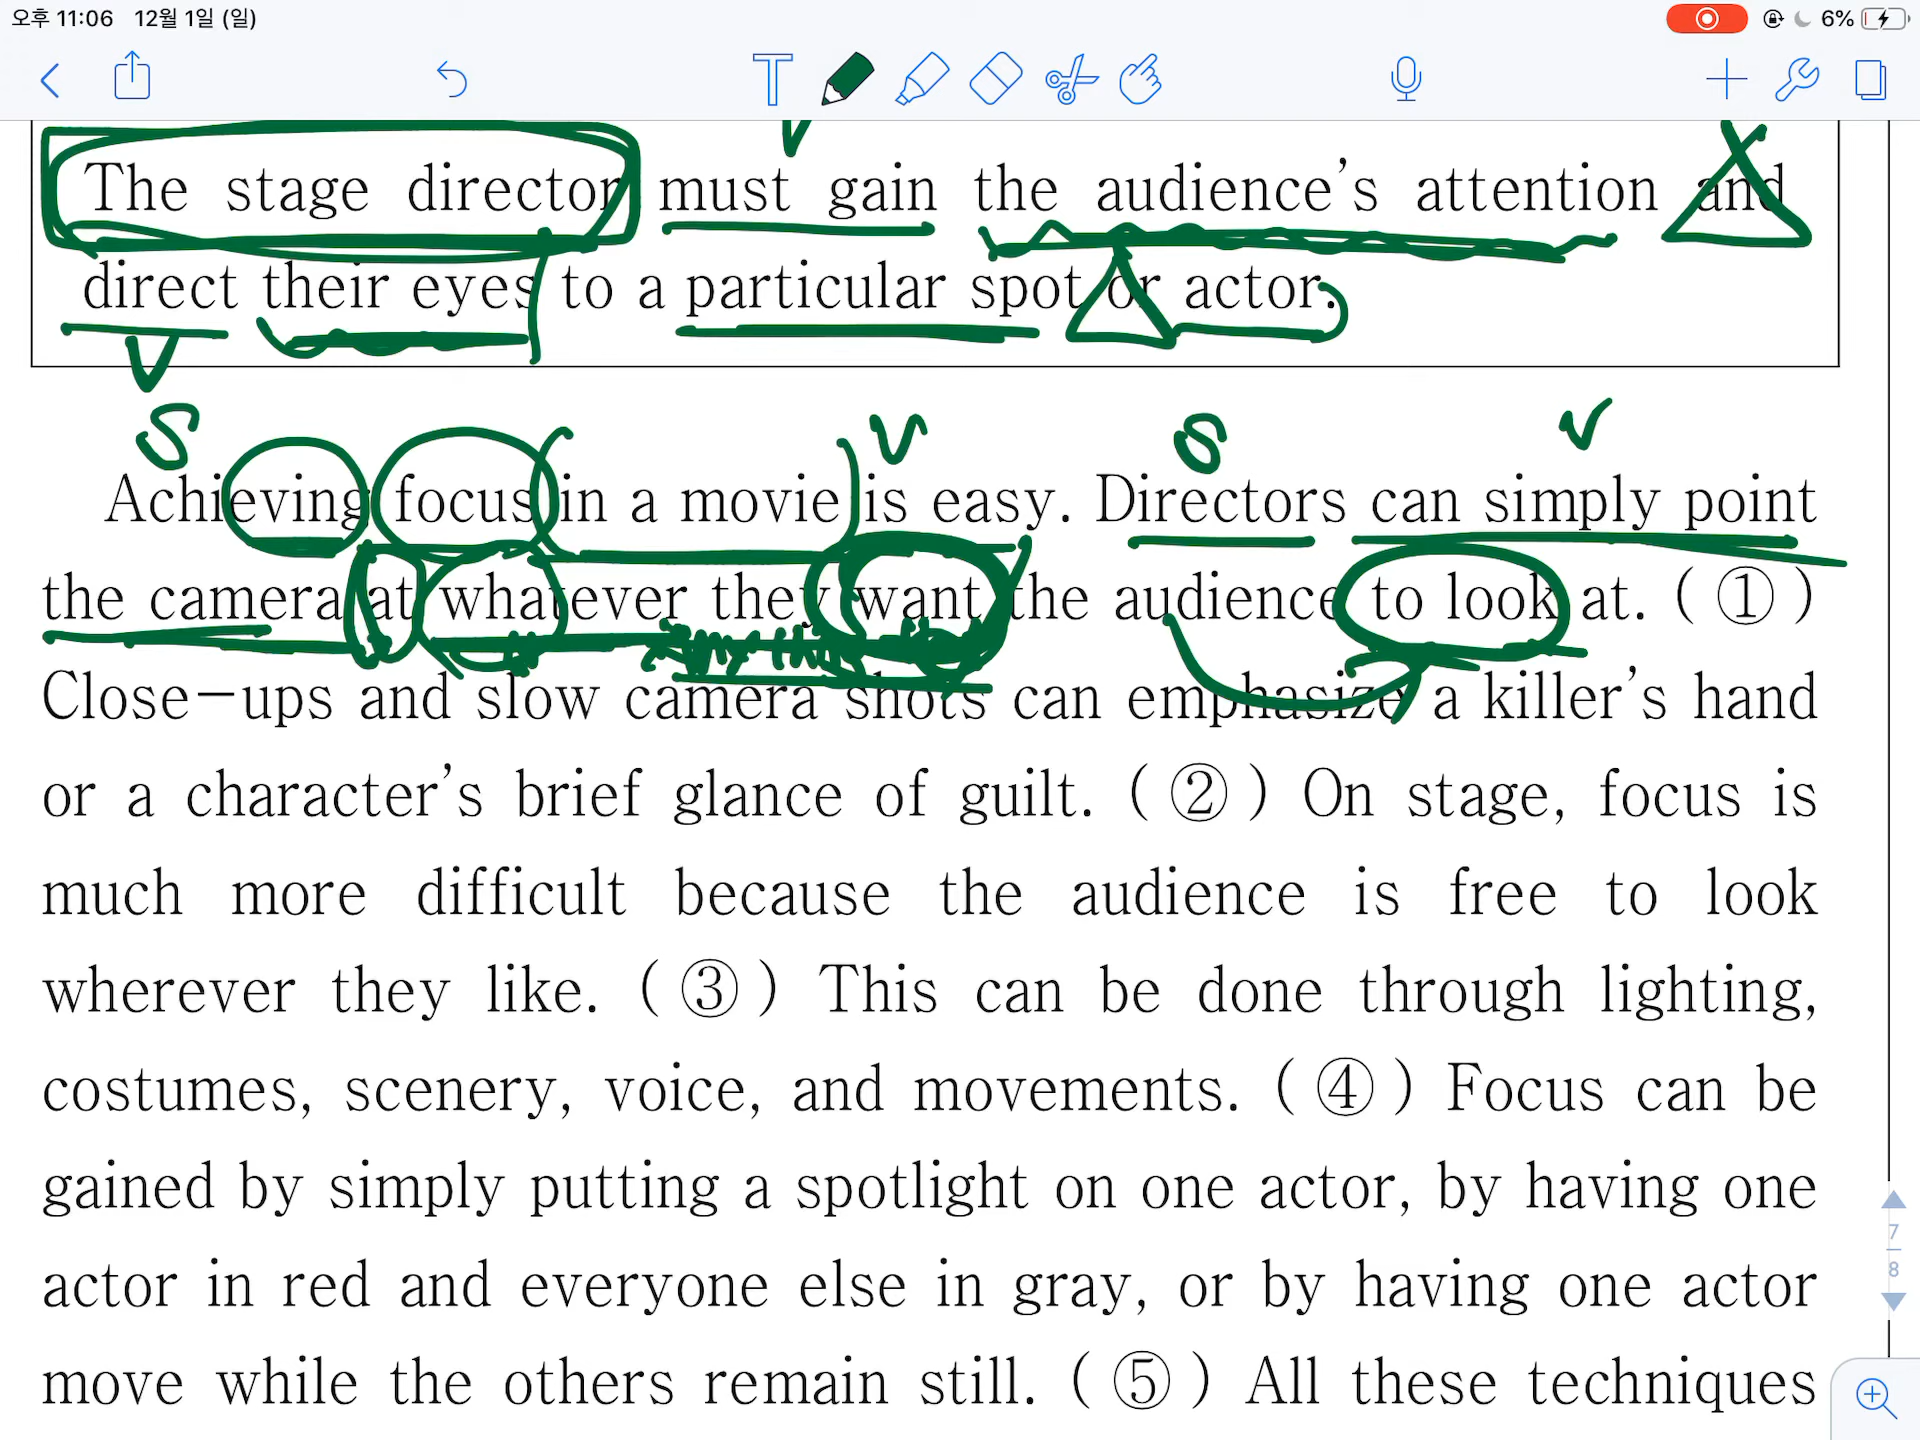 오후 11:06 12월 1일 (일) 6%
T
V
The stage director must gain the audience's attention and
direct their eyes to a particular spot or actor.
V
S V S V
Achieving focus in a movie is easy. Directors can simply point
the camera at whatever they want the audience to look at. ( ① )
Close-ups and slow camera shots can emphasize a killer's hand
or a character's brief glance of guilt. ( ② ) On stage, focus is
much more difficult because the audience is free to look
wherever they like. ( ③ ) This can be done through lighting,
costumes, scenery, voice, and movements. ( ④ ) Focus can be
gained by simply putting a spotlight on one actor, by having one
actor in red and everyone else in gray, or by having one actor
move while the others remain still. ( ⑤ ) All these techniques
7
8